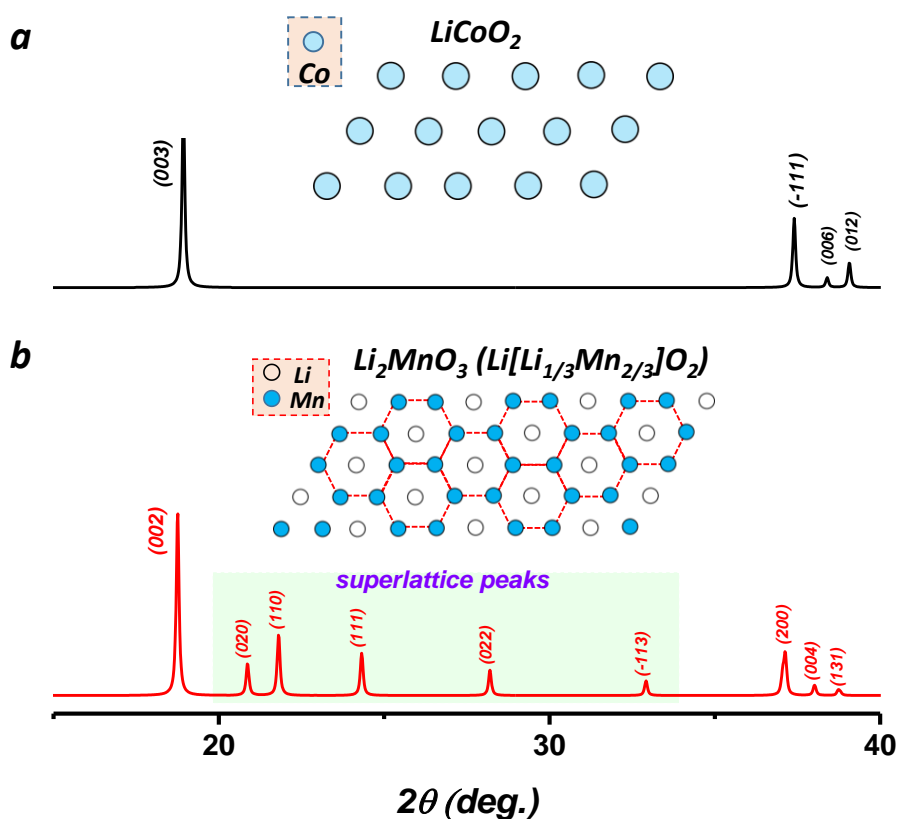 a
LiCoO₂
Co
(003)
(-111)
(006)
(012)
b
Li₂MnO₃ (Li[Li₁/₃Mn₂/₃]O₂)
Li
Mn
(002)
superlattice peaks
(020)
(110)
(111)
(022)
(-113)
(200)
(004)
(131)
20
30
40
2θ (deg.)